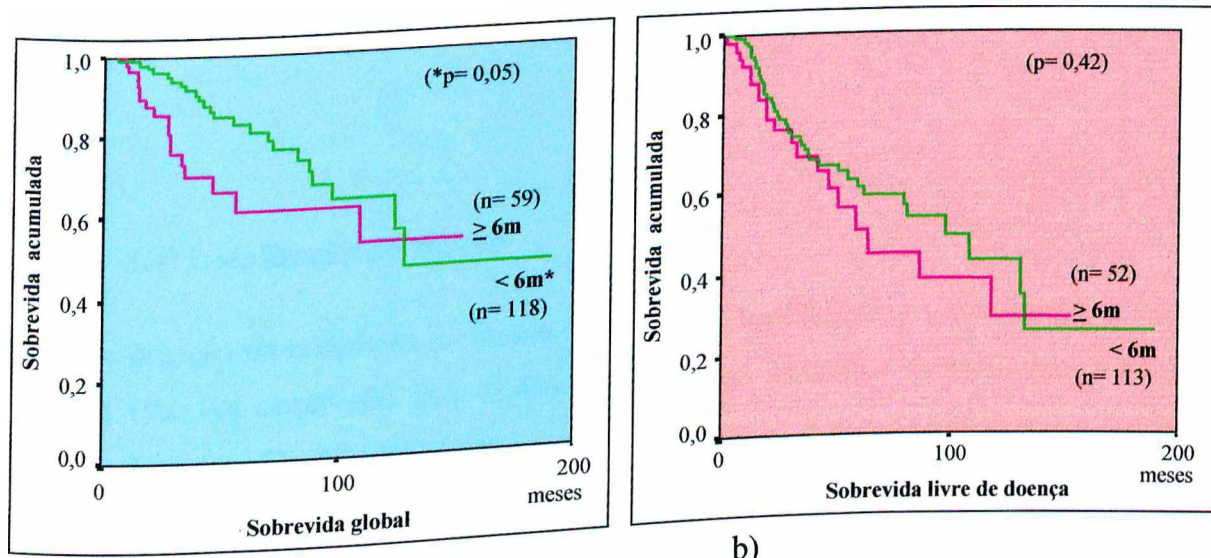 Sobrevida acumulada
1,0
0,8
0,6
0,4
0,2
0,0
(*p= 0,05)
(n= 59)
≥ 6m
< 6m*
(n= 118)
0
100
200
meses
Sobrevida global
Sobrevida acumulada
1,0
0,8
0,6
0,4
0,2
0,0
(p= 0,42)
(n= 52)
≥ 6m
< 6m
(n= 113)
0
100
200
meses
Sobrevida livre de doença
b)